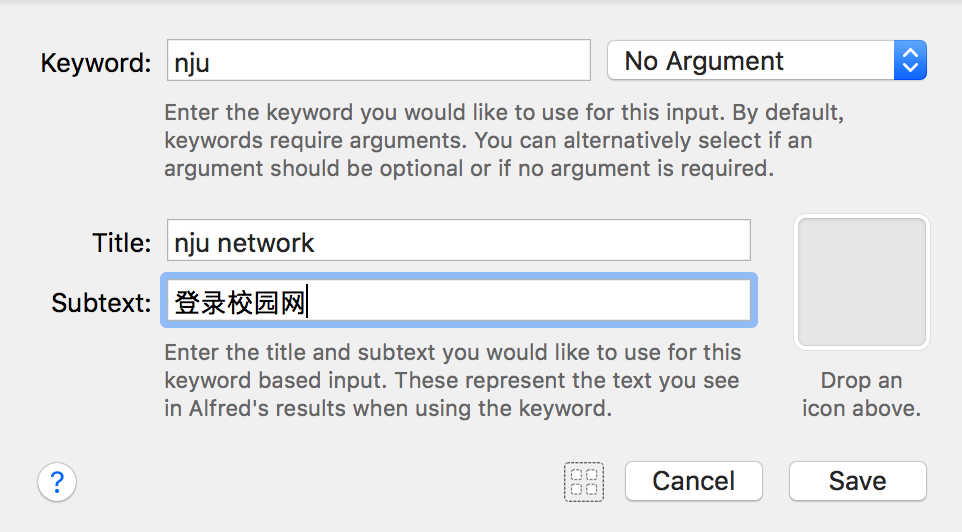 Keyword: nju No Argument
Enter the keyword you would like to use for this input. By default,
keywords require arguments. You can alternatively select if an
argument should be optional or if no argument is required.
Title: nju network
Subtext: 登录校园网
Enter the title and subtext you would like to use for this
keyword based input. These represent the text you see
in Alfred's results when using the keyword.
Drop an
icon above.
? Cancel Save